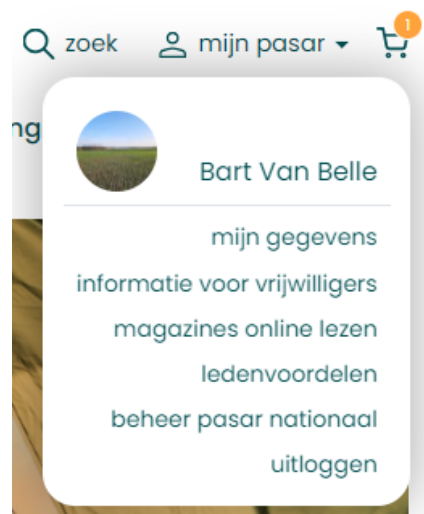 zoek mijn pasar 1
ng
Bart Van Belle
mijn gegevens
informatie voor vrijwilligers
magazines online lezen
ledenvoordelen
beheer pasar nationaal
uitloggen